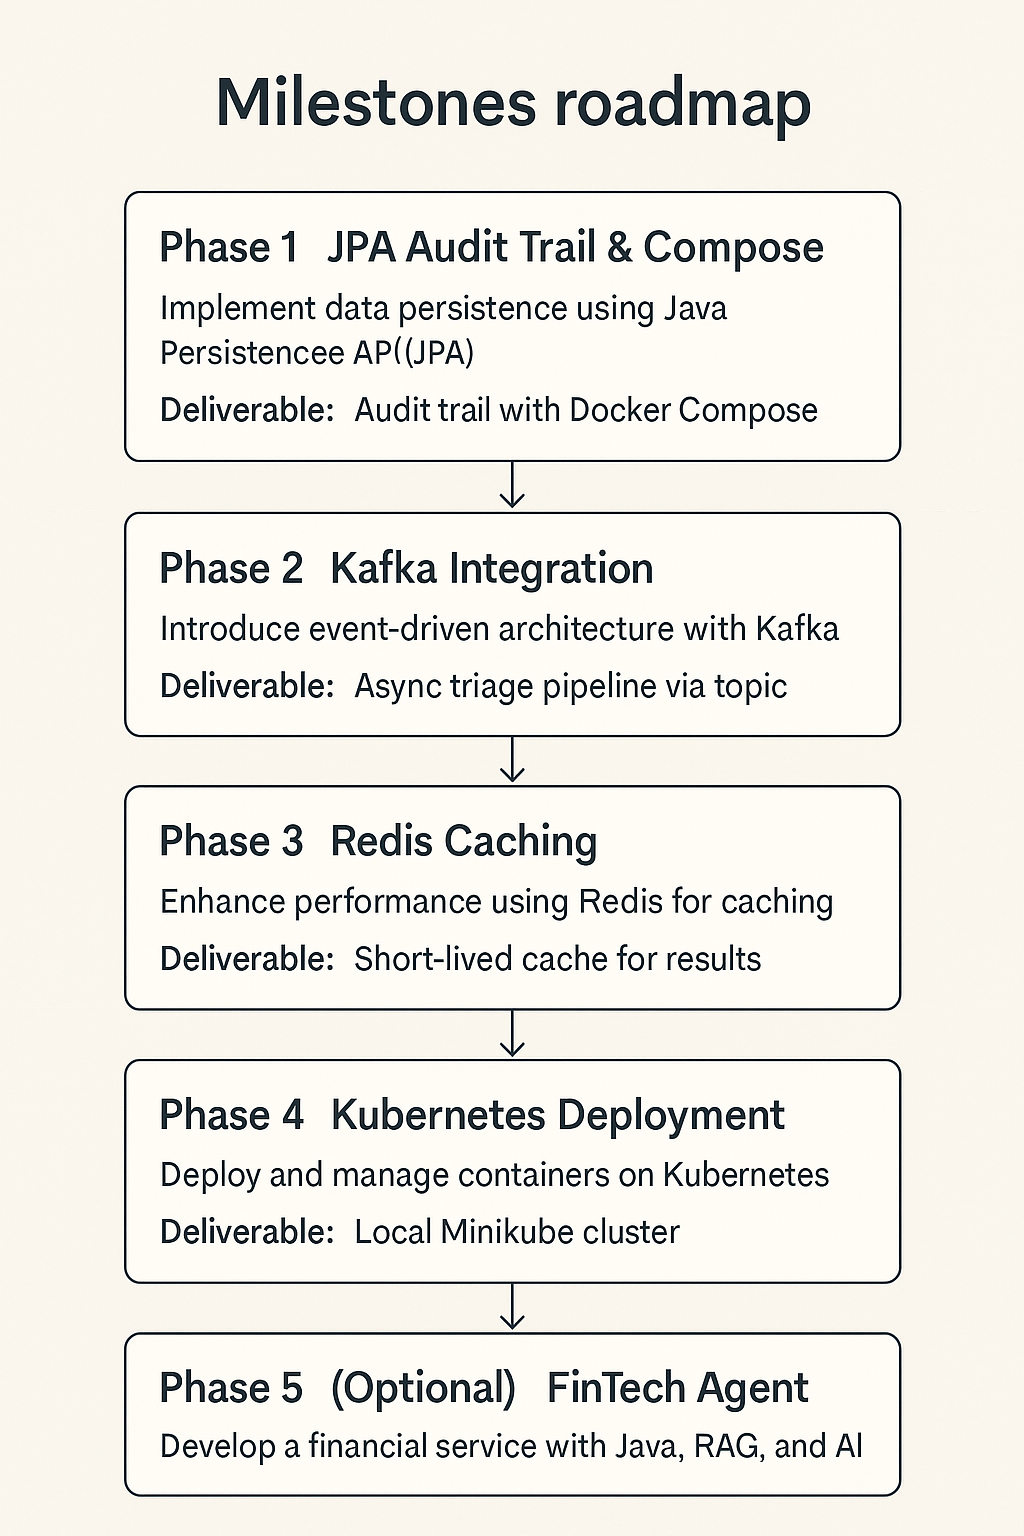 Milestones roadmap
Phase 1 JPA Audit Trail & Compose
Implement data persistence using Java
Persistencee AP((JPA)
Deliverable: Audit trail with Docker Compose
Phase 2 Kafka Integration
Introduce event-driven architecture with Kafka
Deliverable: Async triage pipeline via topic
Phase 3 Redis Caching
Enhance performance using Redis for caching
Deliverable: Short-lived cache for results
Phase 4 Kubernetes Deployment
Deploy and manage containers on Kubernetes
Deliverable: Local Minikube cluster
Phase 5 (Optional) FinTech Agent
Develop a financial service with Java, RAG, and AI